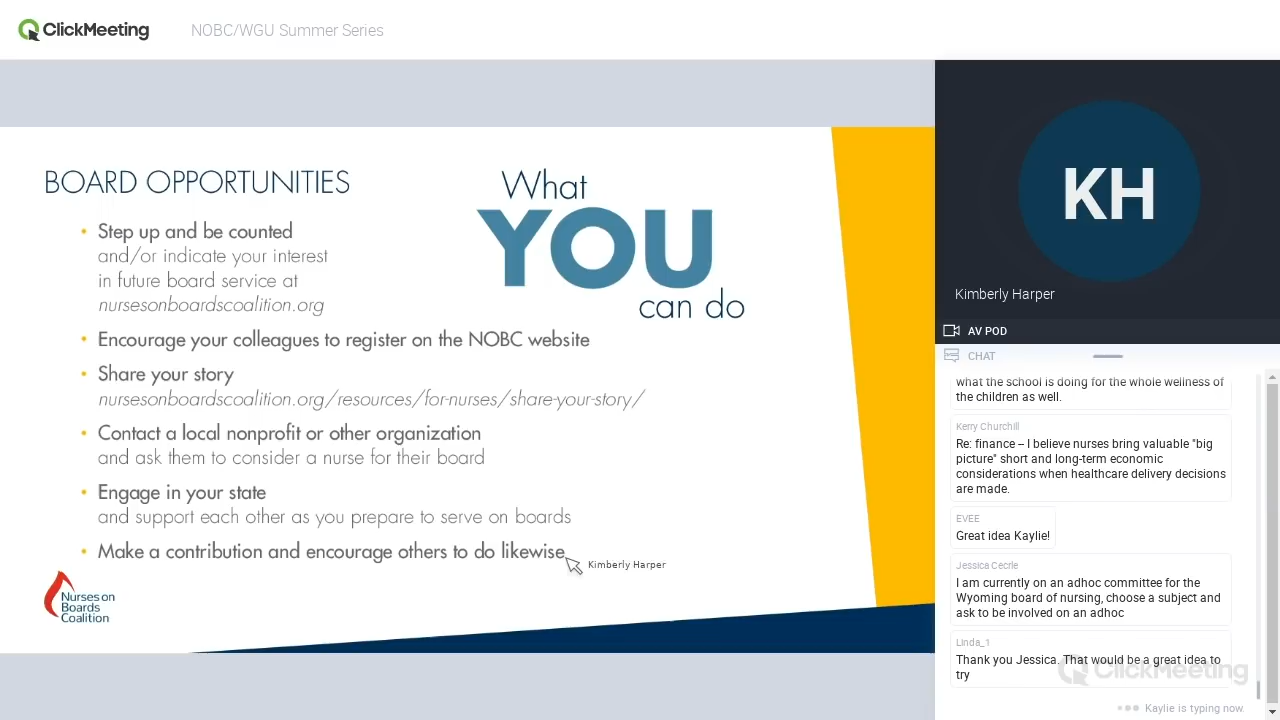 ClickMeeting
NOBC/WGU Summer Series
BOARD OPPORTUNITIES
What
YOU
can do
• Step up and be counted
and/or indicate your interest
in future board service at
nursesonboardscoalition.org
• Encourage your colleagues to register on the NOBC website
• Share your story
nursesonboardscoalition.org/resources/for-nurses/share-your-story/
• Contact a local nonprofit or other organization
and ask them to consider a nurse for their board
• Engage in your state
and support each other as you prepare to serve on boards
• Make a contribution and encourage others to do likewise
Kimberly Harper
Nurses on
Boards
Coalition
KH
Kimberly Harper
AV POD
CHAT
what the school is doing for the whole wellness of
the children as well.
Kerry Churchill
Re: finance – I believe nurses bring valuable "big
picture" short and long-term economic
considerations when healthcare delivery decisions
are made.
EVEE
Great idea Kaylie!
Jessica Cecrle
I am currently on an adhoc committee for the
Wyoming board of nursing, choose a subject and
ask to be involved on an adhoc
Linda_1
Thank you Jessica. That would be a great idea to
try
ClickMeeting
Kaylie is typing now.